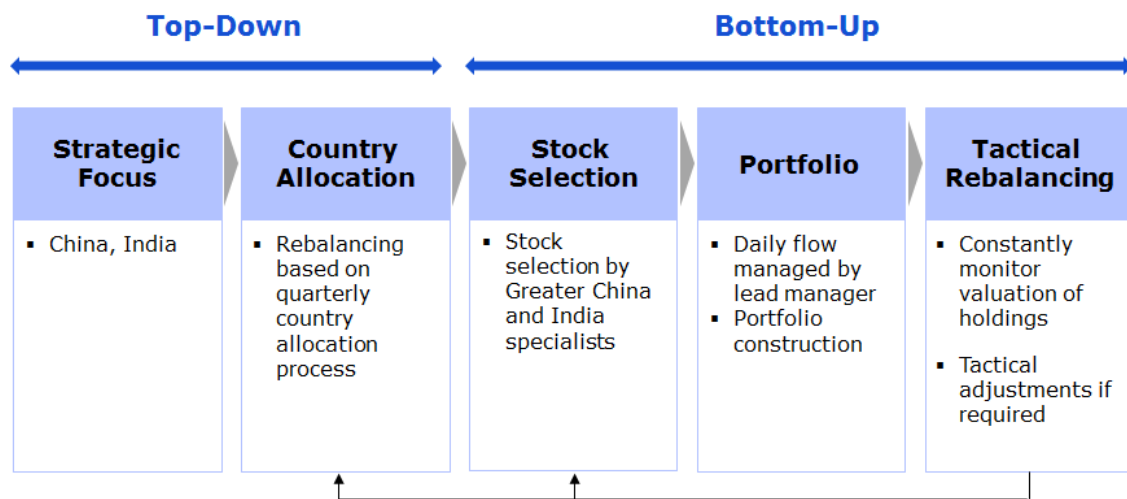 Top-Down
Bottom-Up
Strategic
Focus
Country
Allocation
Stock
Selection
Portfolio
Tactical
Rebalancing
▪ China, India
▪ Rebalancing
based on
quarterly
country
allocation
process
▪ Stock
selection by
Greater China
and India
specialists
▪ Daily flow
managed by
lead manager
▪ Portfolio
construction
▪ Constantly
monitor
valuation of
holdings
▪ Tactical
adjustments if
required